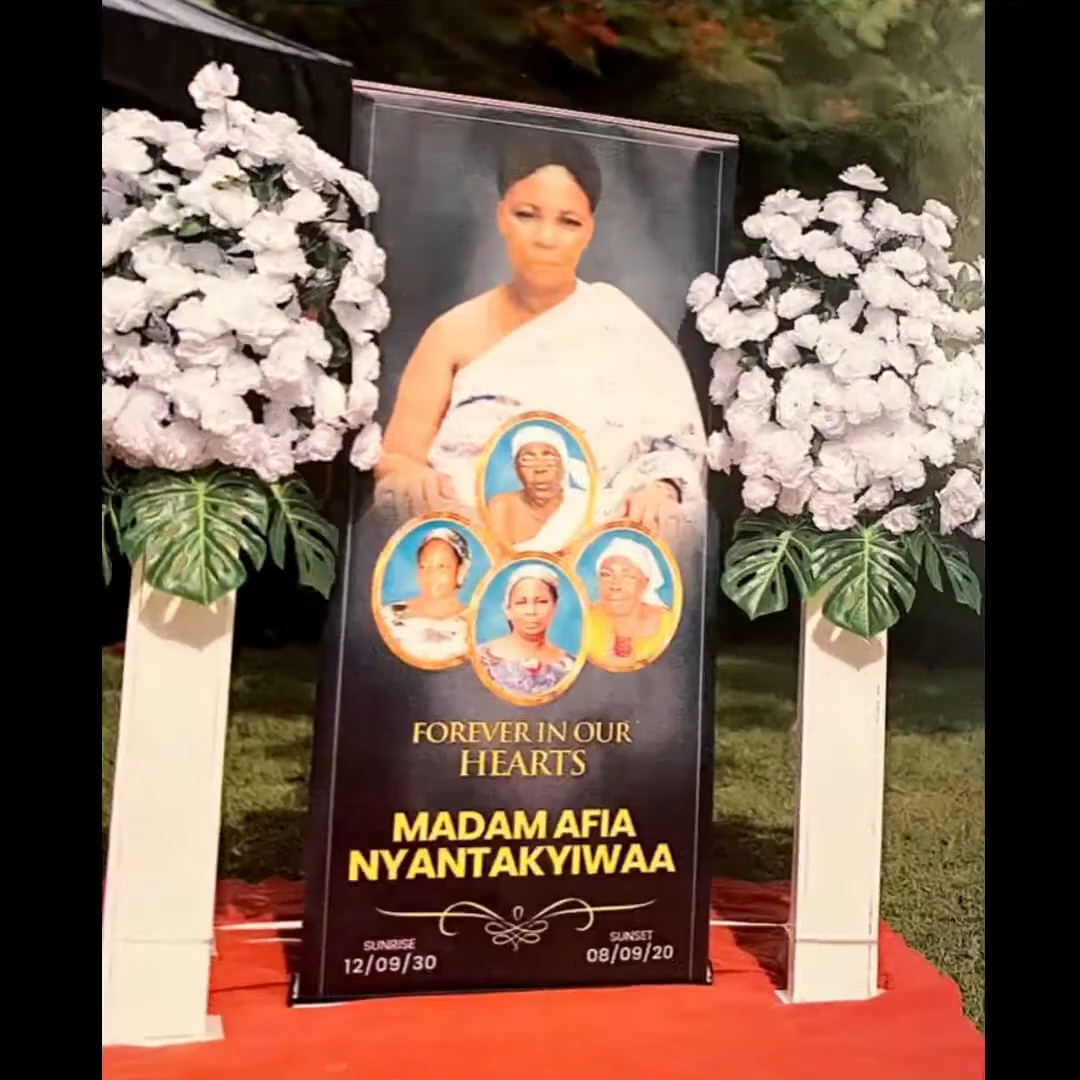 FOREVER IN OUR
HEARTS
MADAM AFIA
NYANTAKYIWAA
SUNRISE
12/09/30
SUNSET
08/09/20